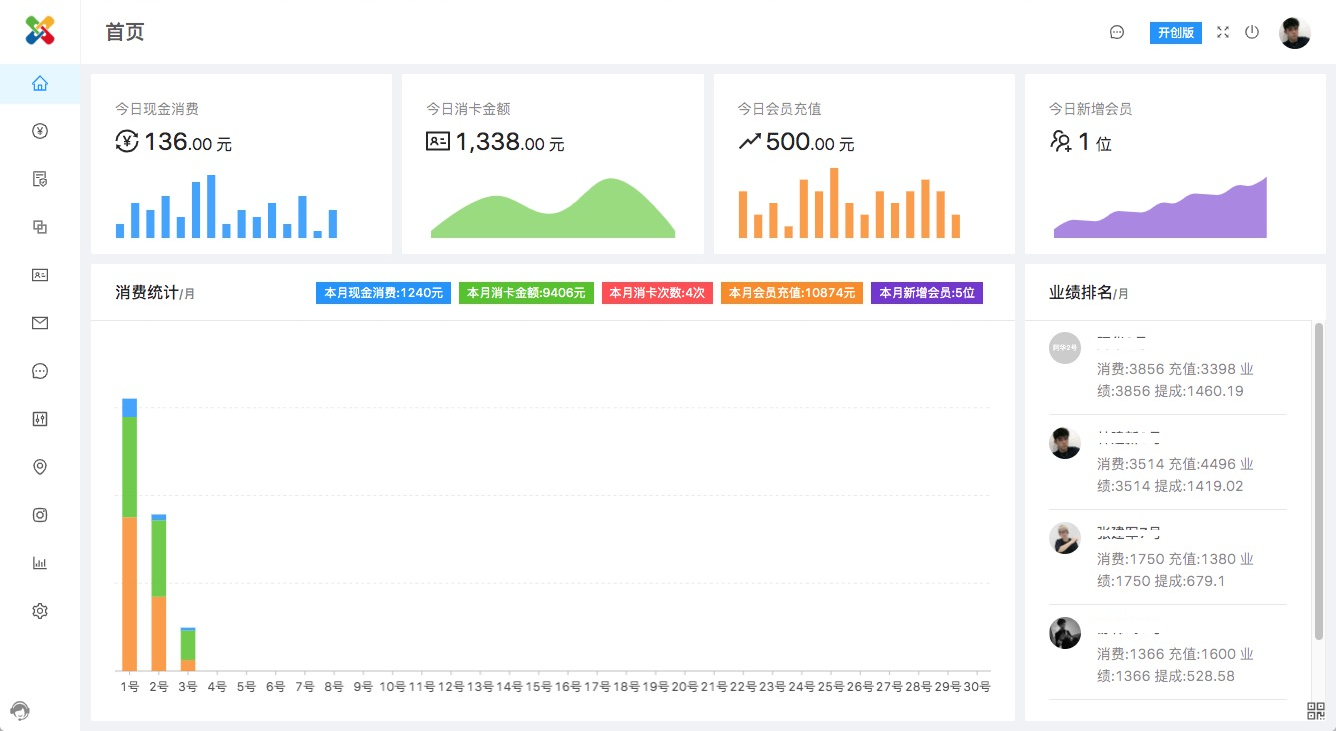 首页
开创版
今日现金消费
136.00 元
今日消卡金额
1,338.00 元
今日会员充值
500.00 元
今日新增会员
1 位
消费统计/月
本月现金消费:1240元
本月消卡金额:9406元
本月消卡次数:4次
本月会员充值:10874元
本月新增会员:5位
1号 2号 3号 4号 5号 6号 7号 8号 9号 10号 11号 12号 13号 14号 15号 16号 17号 18号 19号 20号 21号 22号 23号 24号 25号 26号 27号 28号 29号 30号
业绩排名/月
消费:3856 充值:3398 业
绩:3856 提成:1460.19
消费:3514 充值:4496 业
绩:3514 提成:1419.02
消费:1750 充值:1380 业
绩:1750 提成:679.1
消费:1366 充值:1600 业
绩:1366 提成:528.58